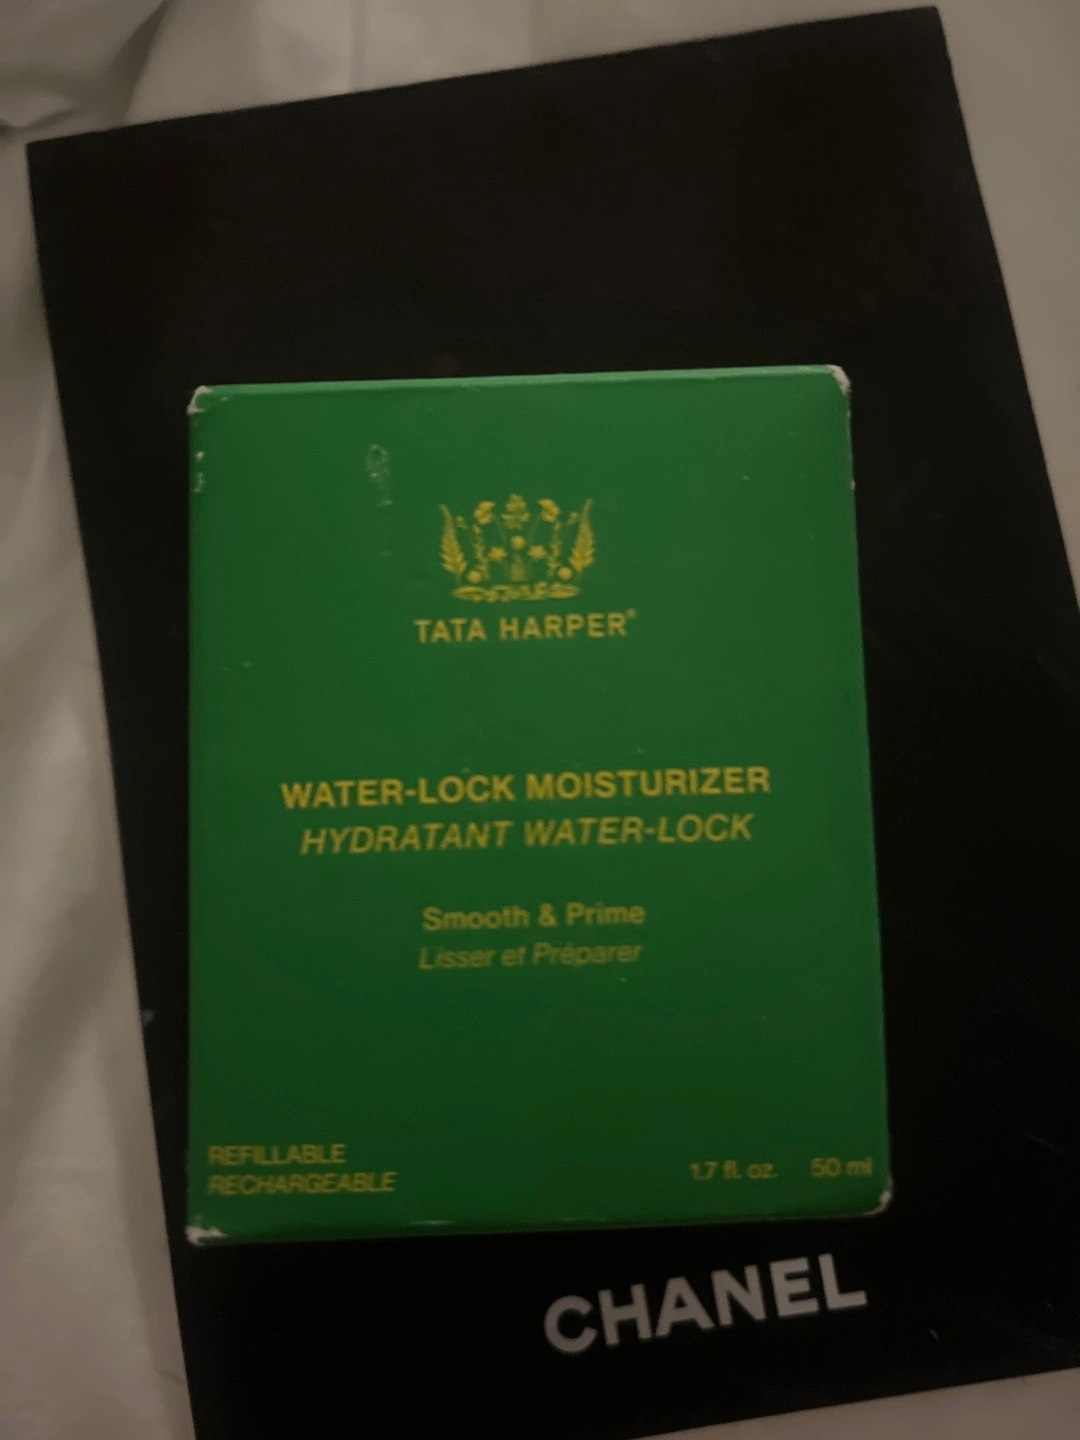 TATA HARPER®
WATER-LOCK MOISTURIZER
HYDRATANT WATER-LOCK
Smooth & Prime
Lisser et Préparer
REFILLABLE
RECHARGEABLE
1.7 fl. oz. 50 ml
CHANEL